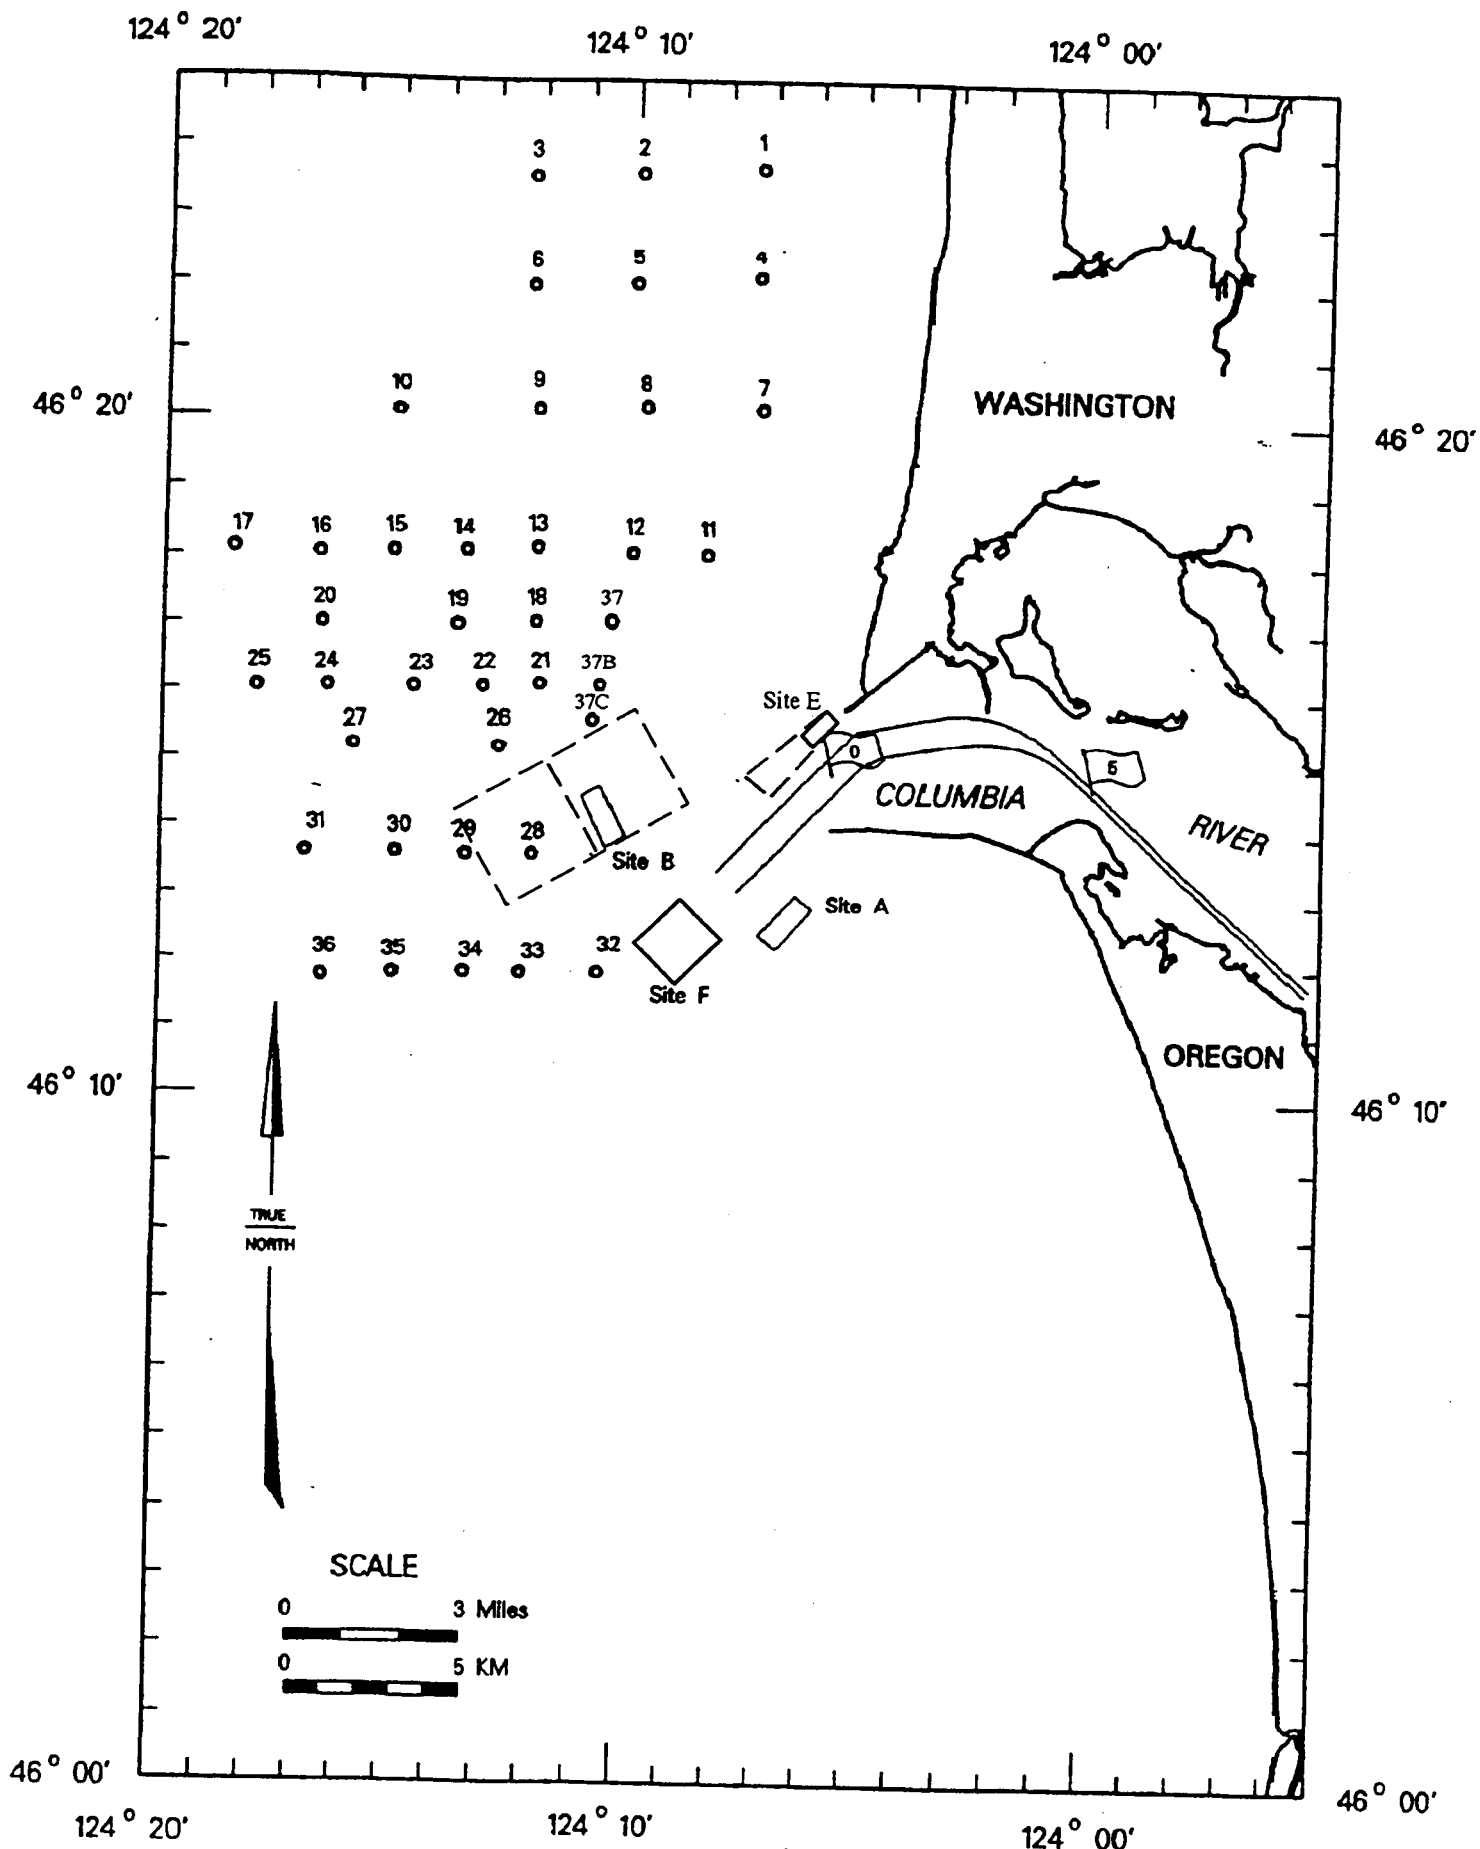 124° 20′
124° 10′
124° 00′
3 2 1
6 5 4
10 9 8 7
46° 20′
WASHINGTON
46° 20′
17 16 15 14 13 12 11
20 19 18 37
25 24 23 22 21 37B
27 26 37C
Site E
0
5
COLUMBIA
RIVER
31 30 29 28
Site B
Site A
36 35 34 33 32
Site F
OREGON
46° 10′
46° 10′
TRUE
NORTH
SCALE
0 3 Miles
0 5 KM
46° 00′
46° 00′
124° 20′
124° 10′
124° 00′